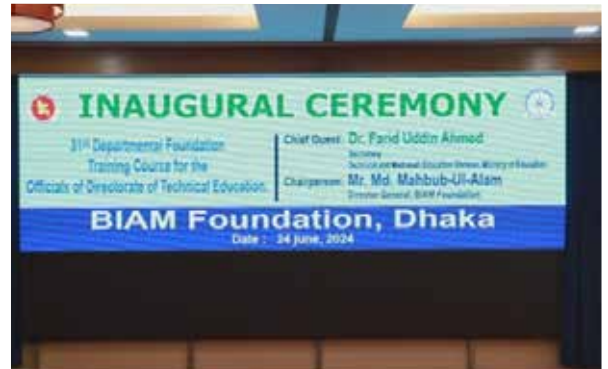 INAUGURAL CEREMONY
31st Departmental Foundation
Training Course for the
Officials of Directorate of Technical Education.
Chief Guest: Dr. Farid Uddin Ahmed
Secretary
Technical and Madrasah Education Division, Ministry of Education
Chairperson: Mr. Md. Mahbub-Ul-Alam
Director General, BIAM Foundation
BIAM Foundation, Dhaka
Date : 24 june, 2024